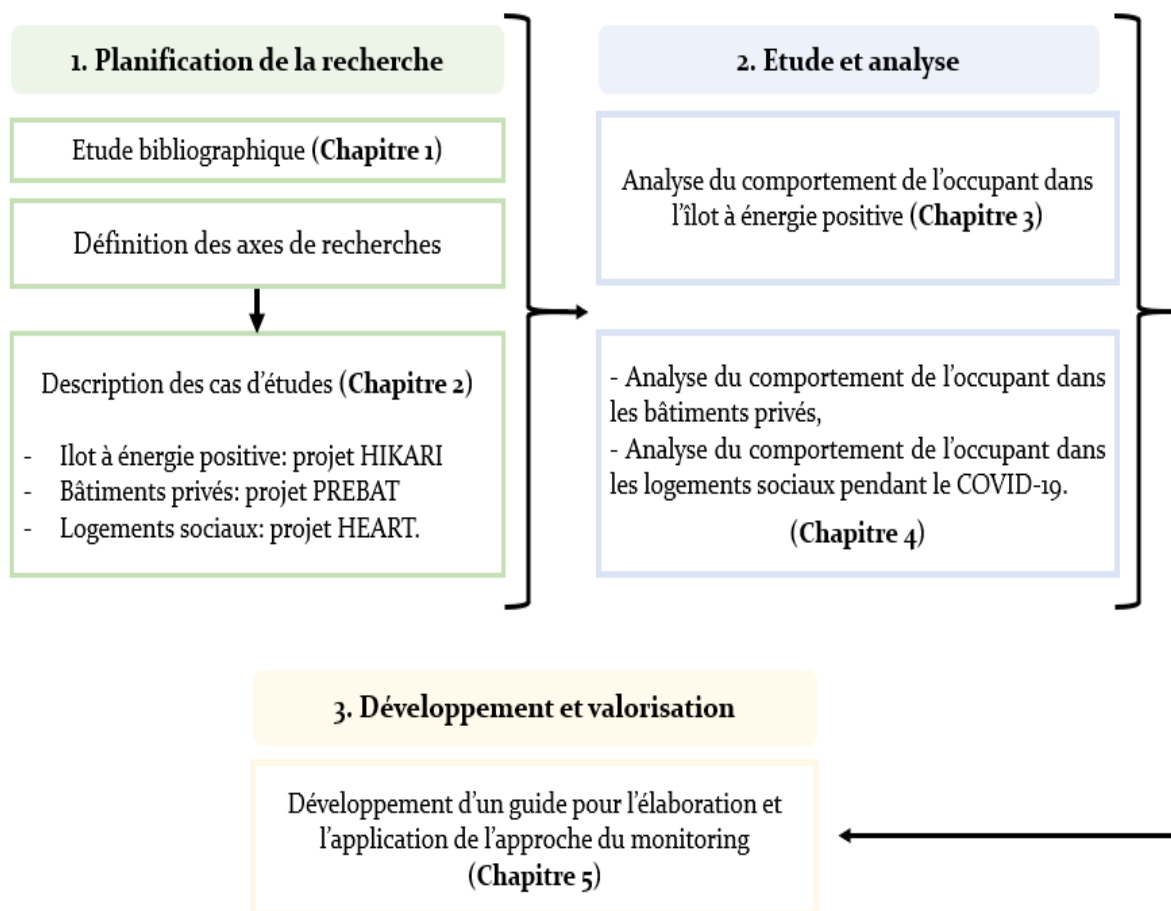 1. Planification de la recherche
Etude bibliographique (Chapitre 1)
Définition des axes de recherches
Description des cas d’études (Chapitre 2)
- Ilot à énergie positive: projet HIKARI
- Bâtiments privés: projet PREBAT
- Logements sociaux: projet HEART.
2. Etude et analyse
Analyse du comportement de l’occupant dans
l’îlot à énergie positive (Chapitre 3)
- Analyse du comportement de l’occupant dans
les bâtiments privés,
- Analyse du comportement de l’occupant dans
les logements sociaux pendant le COVID-19.
(Chapitre 4)
3. Développement et valorisation
Développement d’un guide pour l’élaboration et
l’application de l’approche du monitoring
(Chapitre 5)